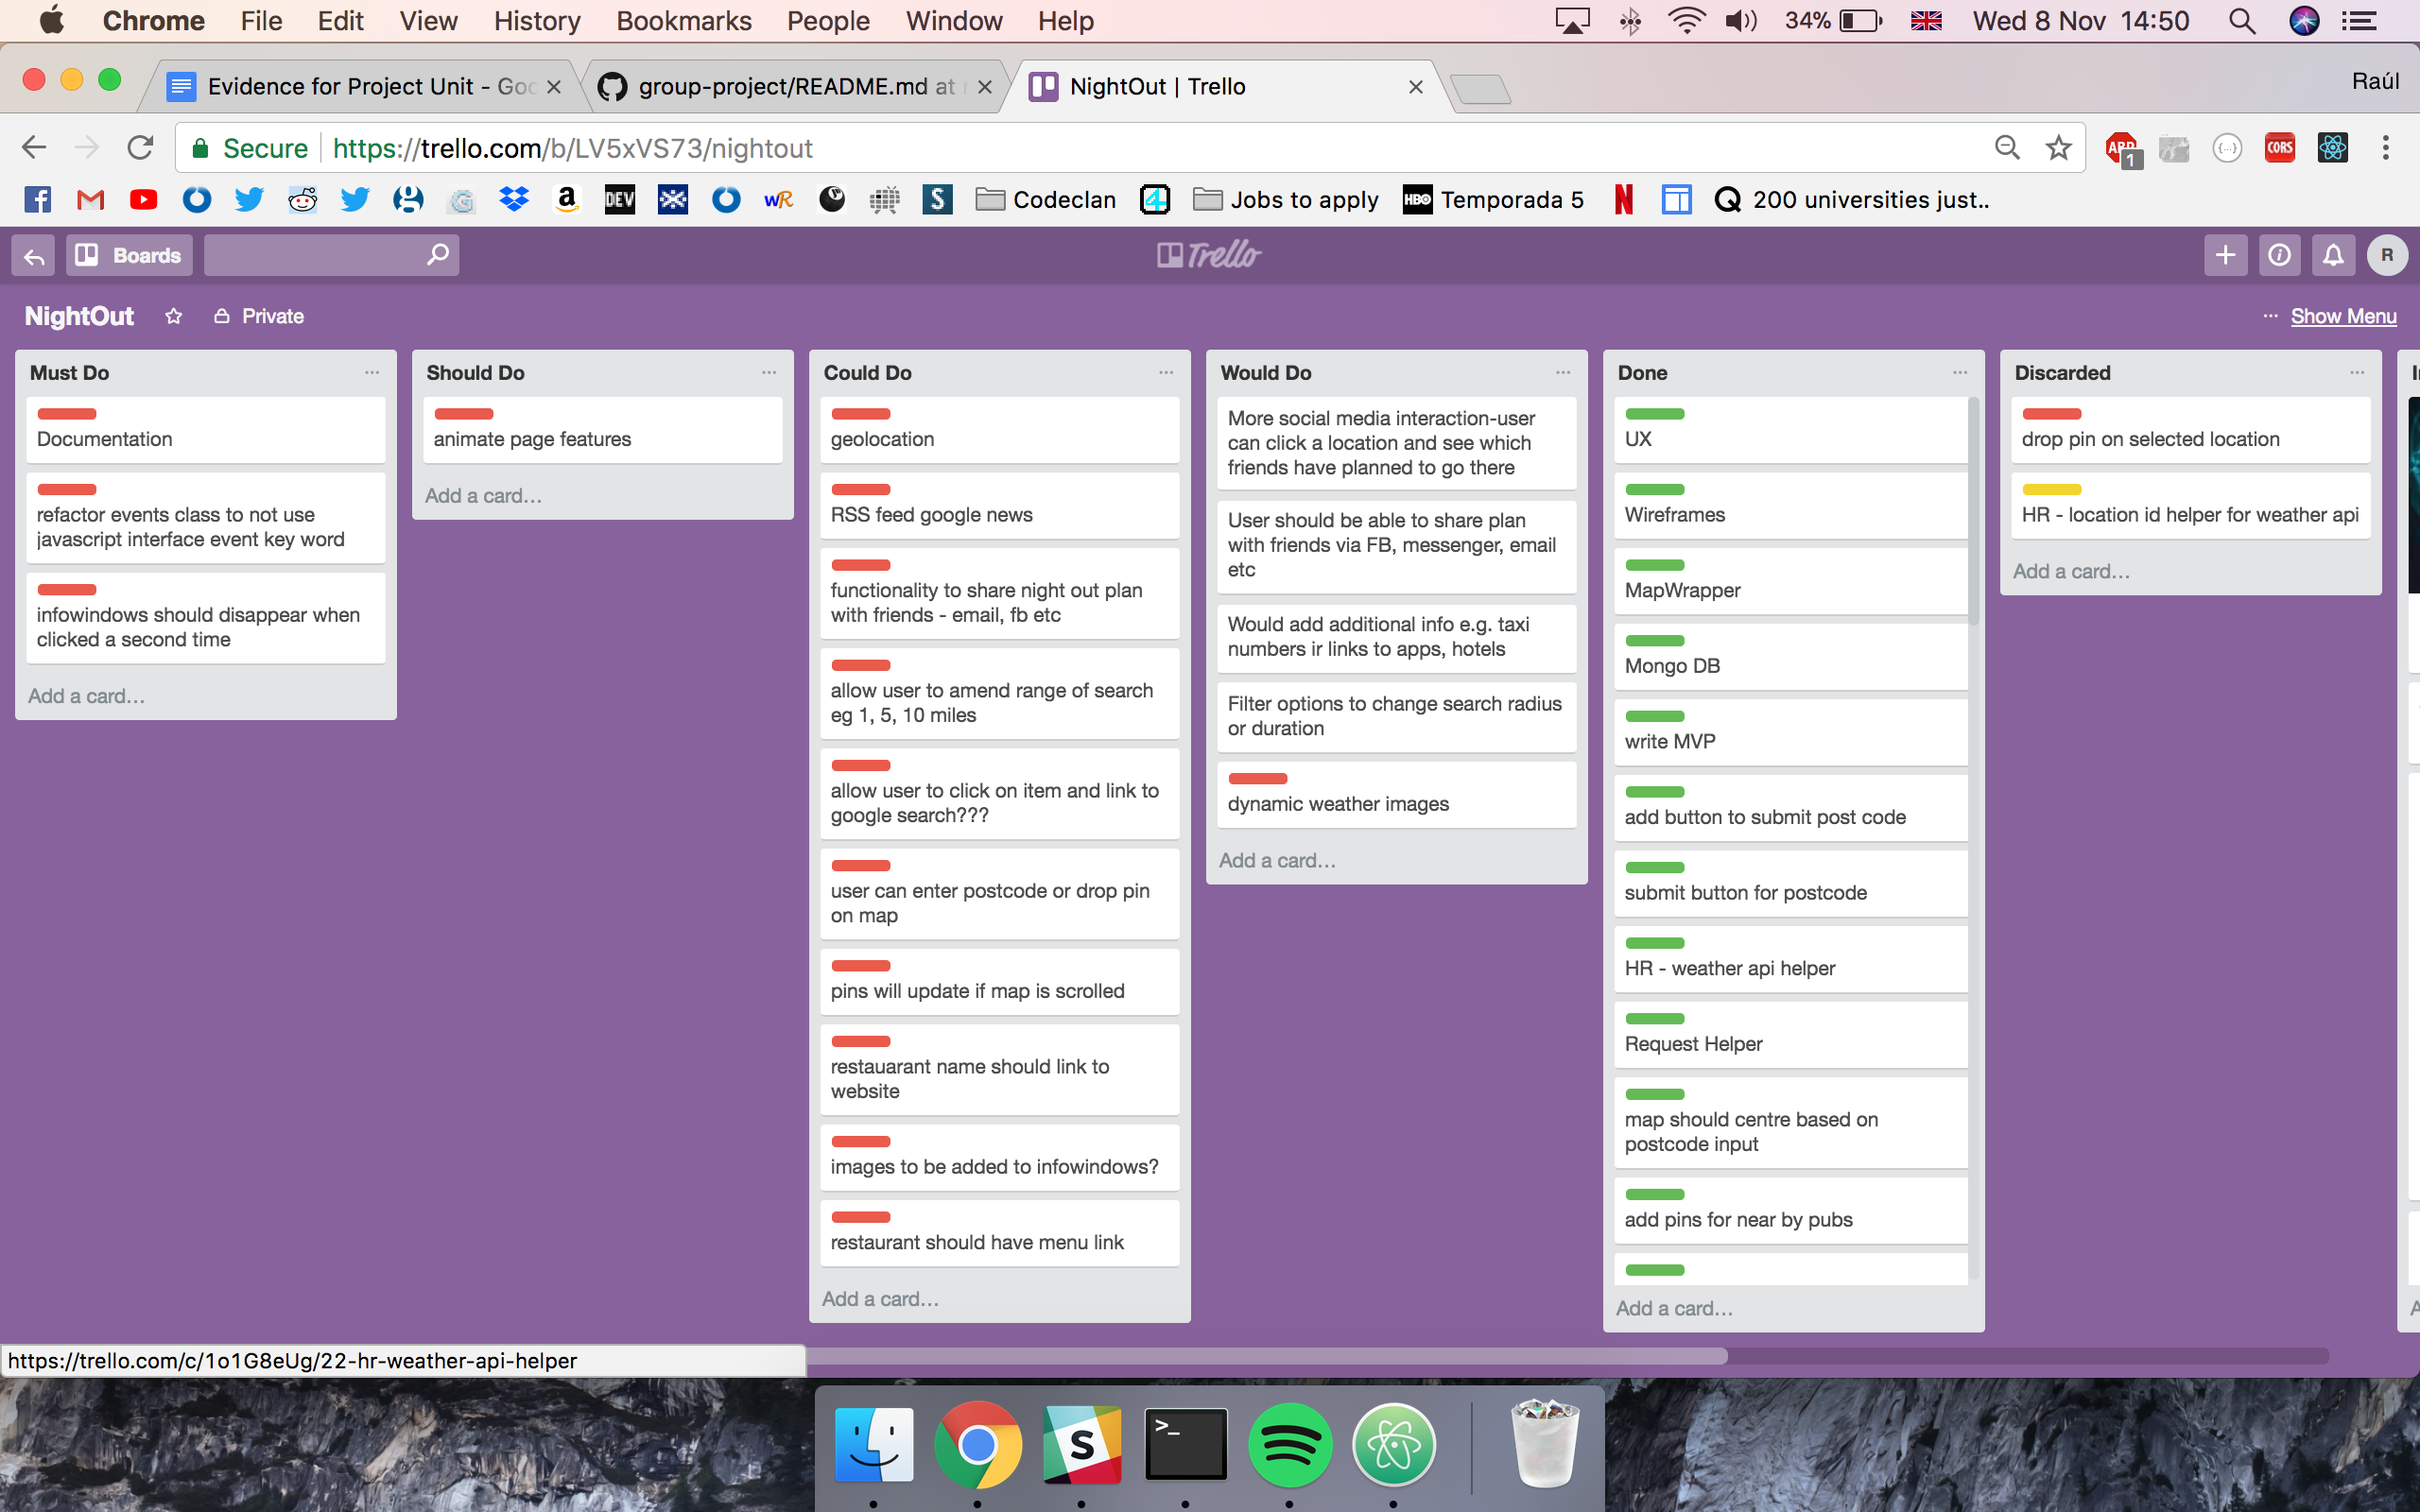 Chrome File Edit View History Bookmarks People Window Help 34% Wed 8 Nov 14:50
Evidence for Project Unit - Goo group-project/README.md at NightOut | Trello Raúl
Secure https://trello.com/b/LV5xVS73/nightout ABP 1 {...} CORS
DEV wR S Codeclan 4 Jobs to apply HBO Temporada 5 N 200 universities just..
Boards Trello R
NightOut Private ... Show Menu
Must Do
Documentation
refactor events class to not use
javascript interface event key word
infowindows should disappear when
clicked a second time
Add a card...
Should Do
animate page features
Add a card...
Could Do
geolocation
RSS feed google news
functionality to share night out plan
with friends - email, fb etc
allow user to amend range of search
eg 1, 5, 10 miles
allow user to click on item and link to
google search???
user can enter postcode or drop pin
on map
pins will update if map is scrolled
restauarant name should link to
website
images to be added to infowindows?
restaurant should have menu link
Add a card...
Would Do
More social media interaction-user
can click a location and see which
friends have planned to go there
User should be able to share plan
with friends via FB, messenger, email
etc
Would add additional info e.g. taxi
numbers ir links to apps, hotels
Filter options to change search radius
or duration
dynamic weather images
Add a card...
Done
UX
Wireframes
MapWrapper
Mongo DB
write MVP
add button to submit post code
submit button for postcode
HR - weather api helper
Request Helper
map should centre based on
postcode input
add pins for near by pubs
Add a card...
Discarded
drop pin on selected location
HR - location id helper for weather api
Add a card...
https://trello.com/c/1o1G8eUg/22-hr-weather-api-helper
S >_